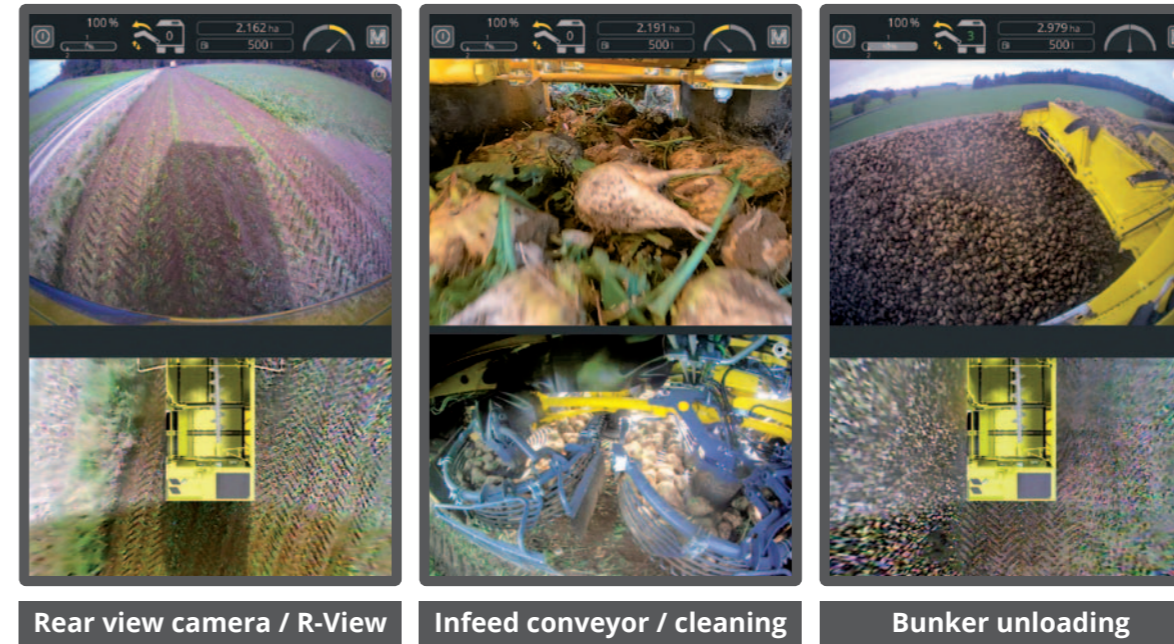 100 %
0
2.162 ha
500 l
M
100 %
0
2.191 ha
500 l
M
100 %
3
2.979 ha
500 l
Rear view camera / R-View
Infeed conveyor / cleaning
Bunker unloading